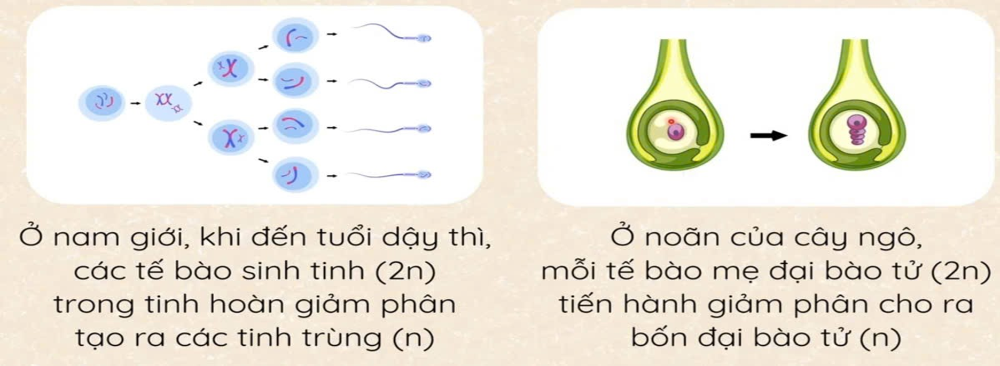 Ở nam giới, khi đến tuổi dậy thì,
các tế bào sinh tinh (2n)
trong tinh hoàn giảm phân
tạo ra các tinh trùng (n)
Ở noãn của cây ngô,
mỗi tế bào mẹ đại bào tử (2n)
tiến hành giảm phân cho ra
bốn đại bào tử (n)